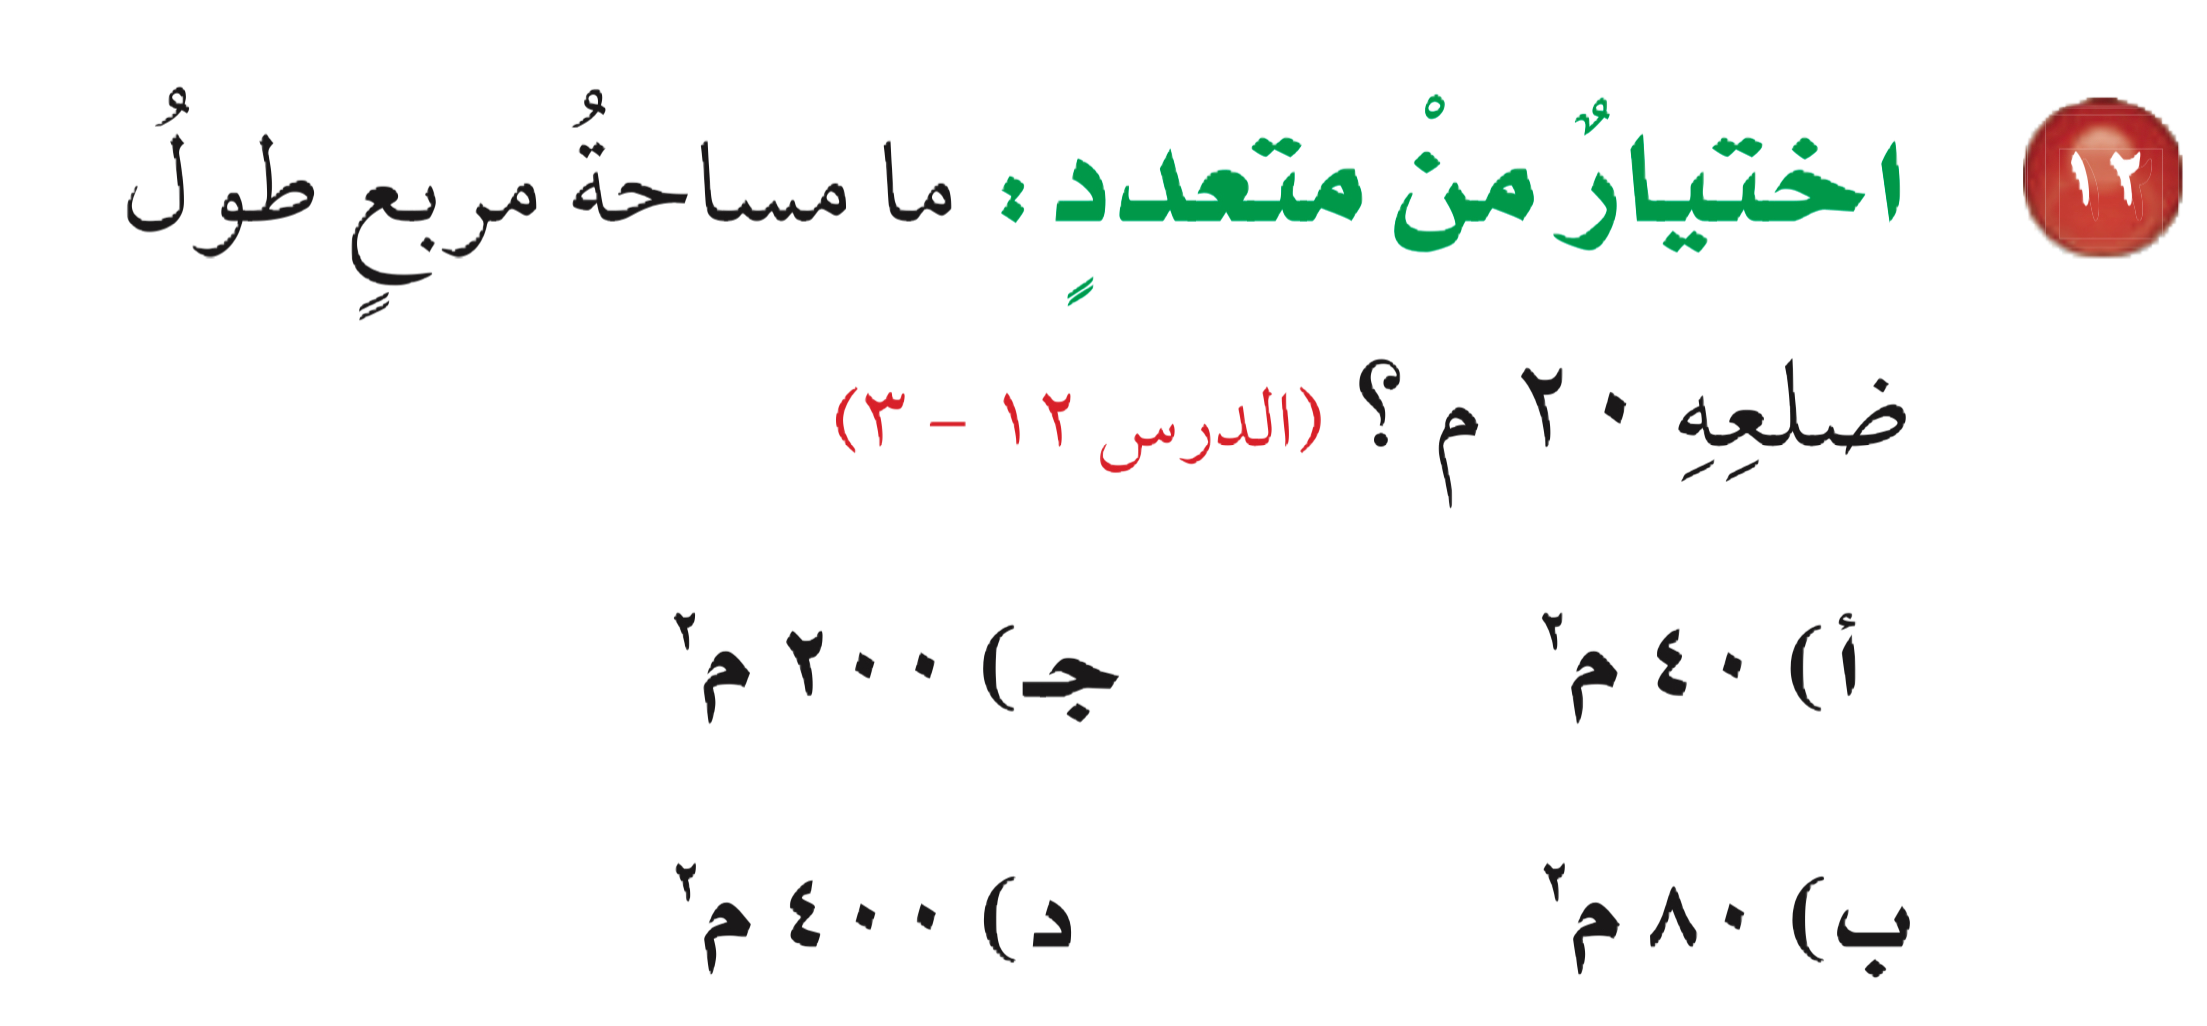 ١٢ اختيارٌ منْ متعددٍ: ما مساحةُ مربعٍ طولُ
ضلعِهِ ٢٠ م ؟ (الدرس ١٢ – ٣)
أ) ٤٠ م٢ جـ) ٢٠٠ م٢
ب) ٨٠ م٢ د) ٤٠٠ م٢